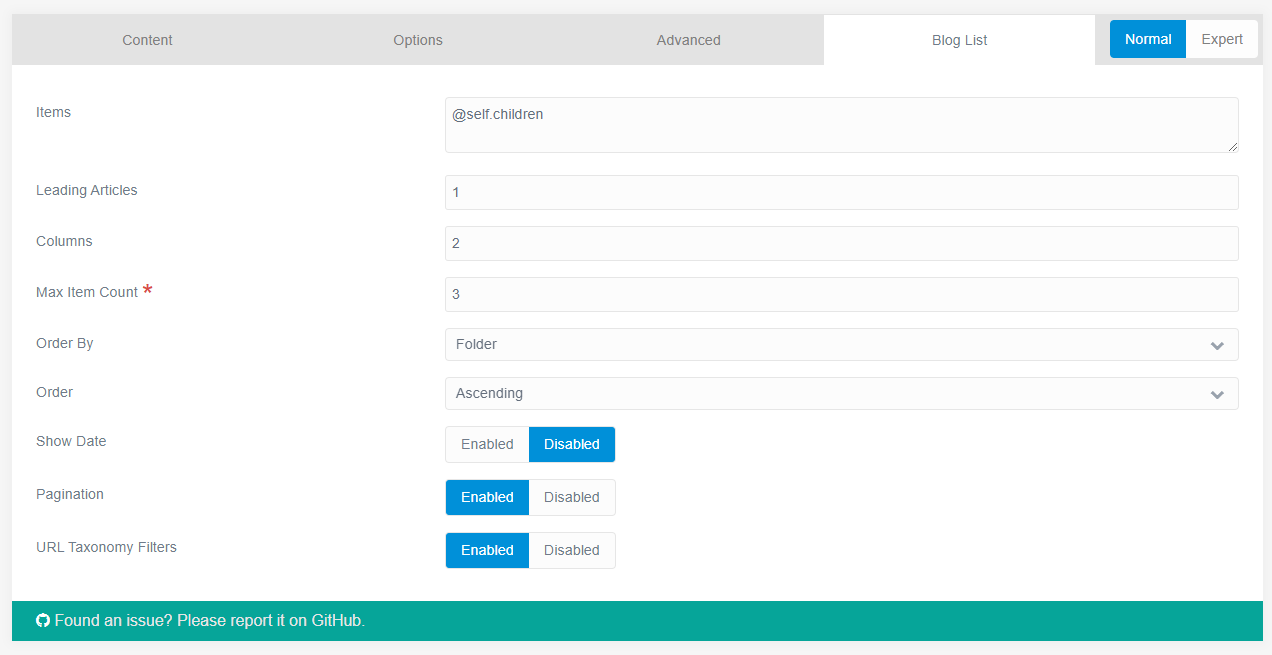 Content Options Advanced Blog List Normal Expert
Items @self.children
Leading Articles 1
Columns 2
Max Item Count * 3
Order By Folder
Order Ascending
Show Date Enabled Disabled
Pagination Enabled Disabled
URL Taxonomy Filters Enabled Disabled
Found an issue? Please report it on GitHub.